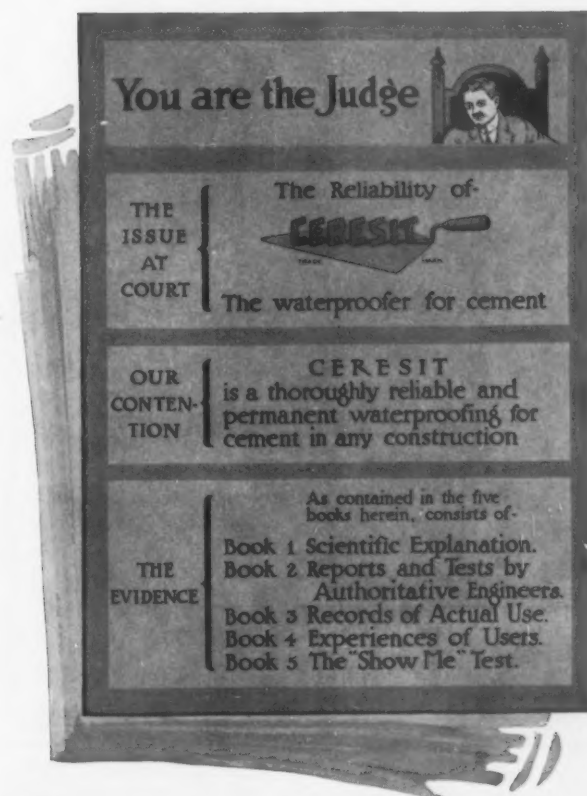 You are the Judge
THE
ISSUE
AT
COURT
The Reliability of-
CERESIT
TRADE MARK
The waterproofer for cement
OUR
CONTEN-
TION
CERESIT
is a thoroughly reliable and
permanent waterproofing for
cement in any construction
THE
EVIDENCE
As contained in the five
books herein, consists of-
Book 1 Scientific Explanation.
Book 2 Reports and Tests by
Authoritative Engineers.
Book 3 Records of Actual Use.
Book 4 Experiences of Users.
Book 5 The "Show Me" Test.